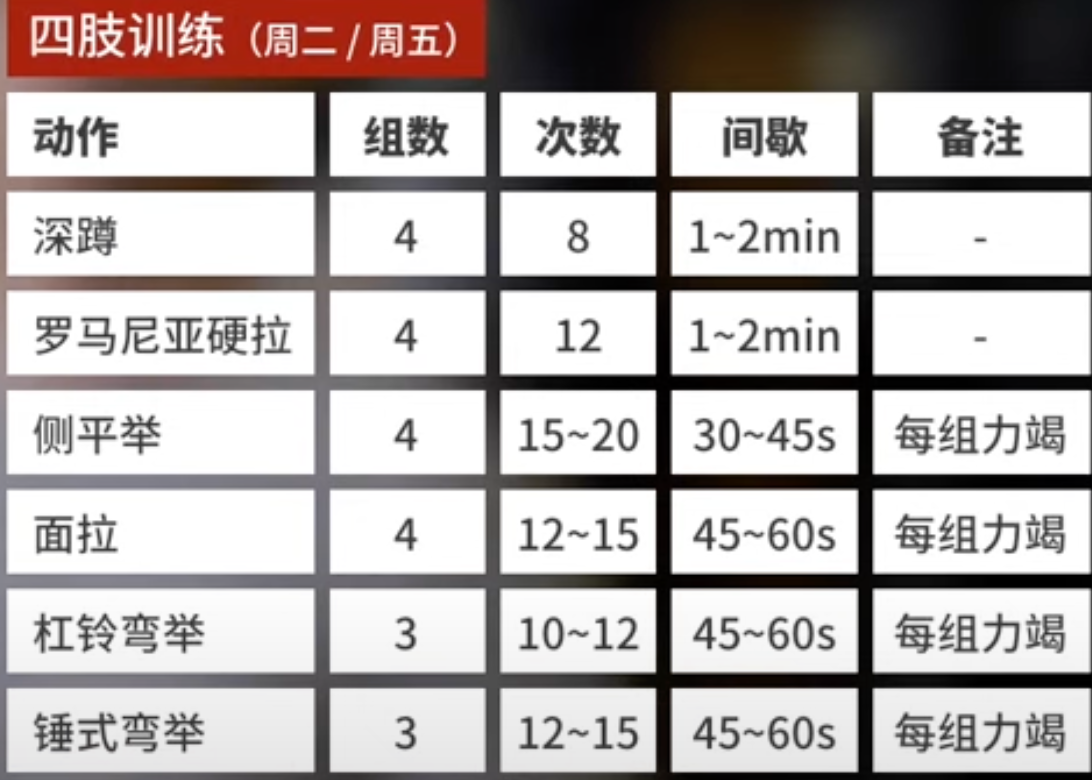 四肢训练（周二 / 周五）
动作 组数 次数 间歇 备注
深蹲 4 8 1~2min -
罗马尼亚硬拉 4 12 1~2min -
侧平举 4 15~20 30~45s 每组力竭
面拉 4 12~15 45~60s 每组力竭
杠铃弯举 3 10~12 45~60s 每组力竭
锤式弯举 3 12~15 45~60s 每组力竭